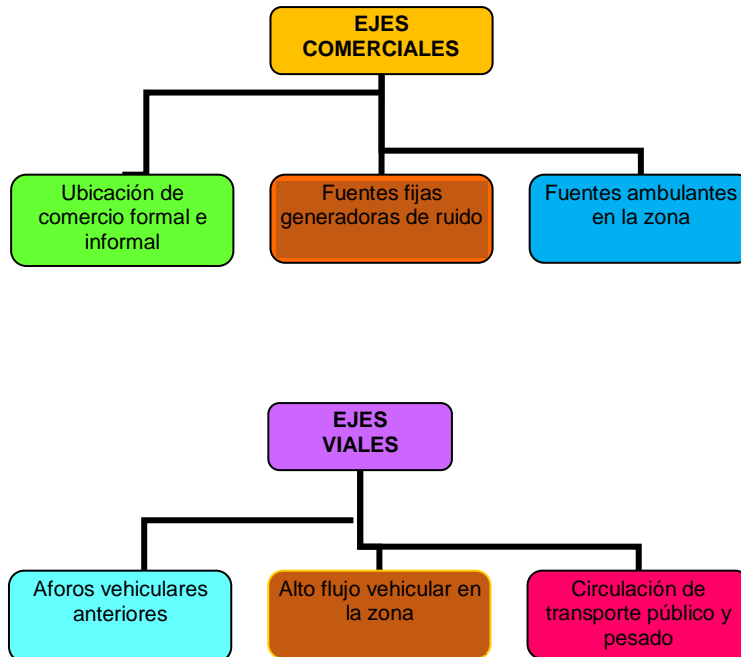 EJES
COMERCIALES
Ubicación de
comercio formal e
informal
Fuentes fijas
generadoras de ruido
Fuentes ambulantes
en la zona
EJES
VIALES
Aforos vehiculares
anteriores
Alto flujo vehicular en
la zona
Circulación de
transporte público y
pesado